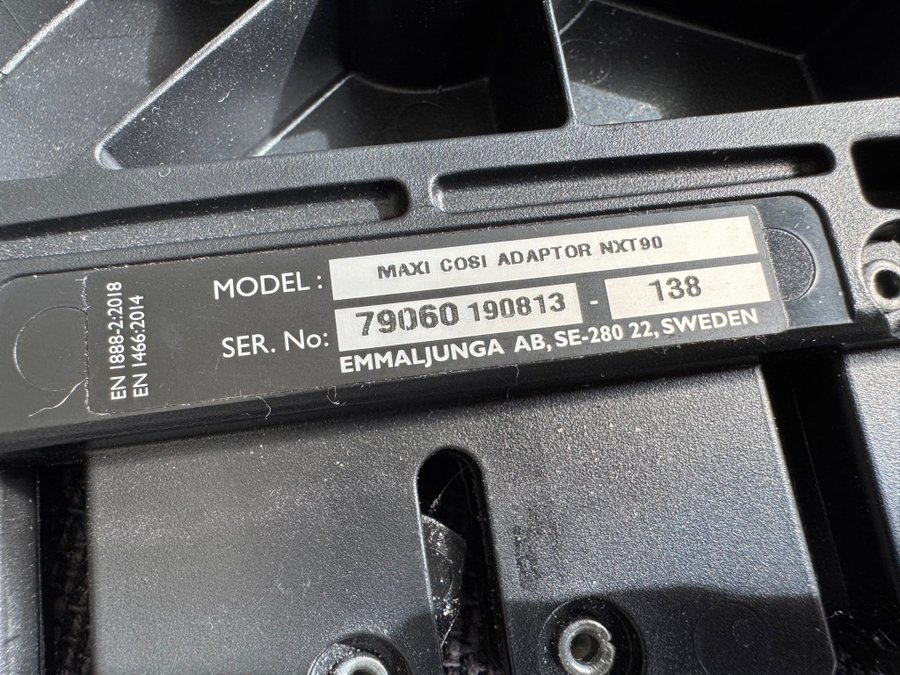 MODEL : MAXI COSI ADAPTOR NXT90
SER. No: 79060 190813 - 138
EMMALJUNGA AB, SE-280 22, SWEDEN
EN 1888-2:2018
EN 1466:2014